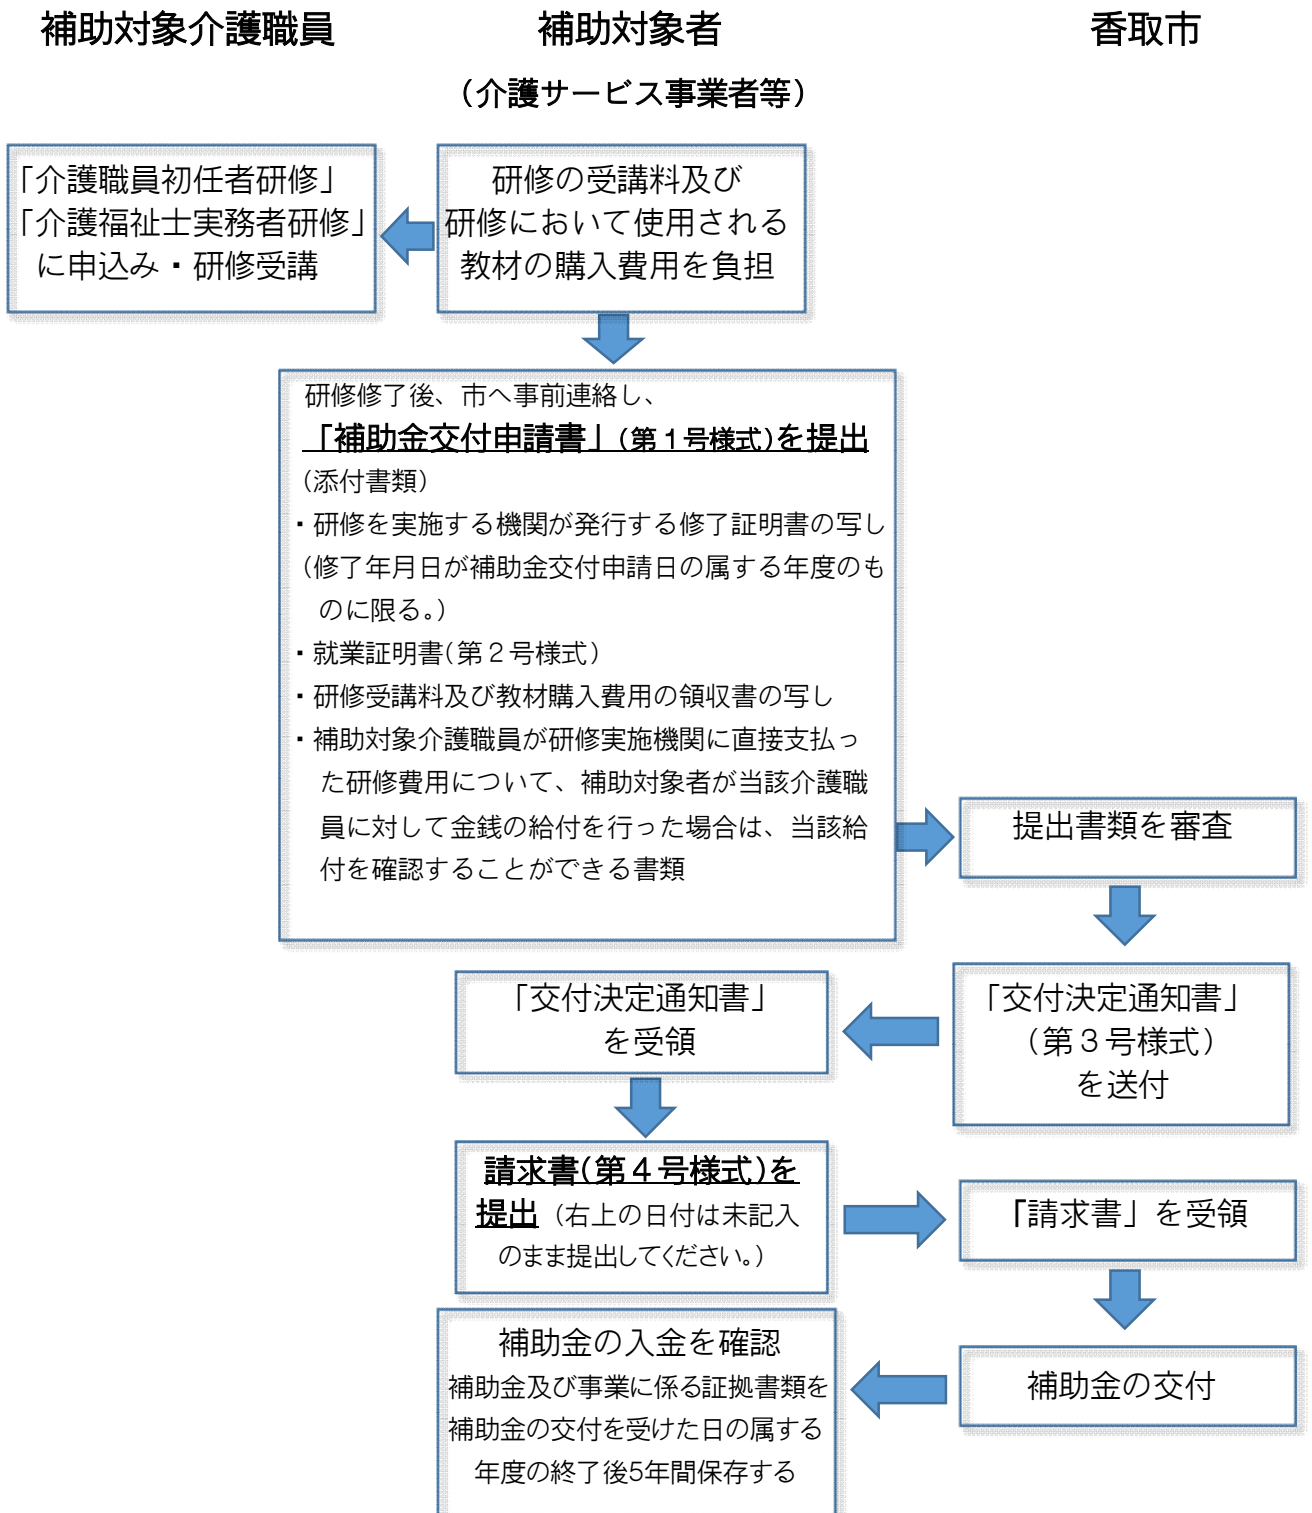 補助対象介護職員
補助対象者
香取市
（介護サービス事業者等）
「介護職員初任者研修」
「介護福祉士実務者研修」
に申込み・研修受講
研修の受講料及び
研修において使用される
教材の購入費用を負担
研修修了後、市へ事前連絡し、
「補助金交付申請書」（第１号様式）を提出
（添付書類）
・研修を実施する機関が発行する修了証明書の写し
（修了年月日が補助金交付申請日の属する年度のも
のに限る。）
・就業証明書（第２号様式）
・研修受講料及び教材購入費用の領収書の写し
・補助対象介護職員が研修実施機関に直接支払っ
た研修費用について、補助対象者が当該介護職
員に対して金銭の給付を行った場合は、当該給
付を確認することができる書類
提出書類を審査
「交付決定通知書」
を受領
「交付決定通知書」
（第３号様式）
を送付
請求書（第４号様式）を
提出（右上の日付は未記入
のまま提出してください。）
「請求書」を受領
補助金の入金を確認
補助金及び事業に係る証拠書類を
補助金の交付を受けた日の属する
年度の終了後5年間保存する
補助金の交付